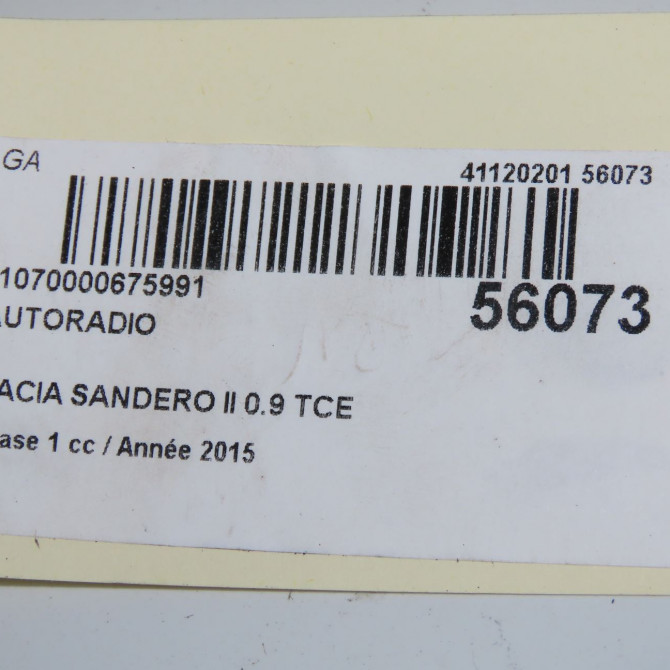 GA
41120201 56073
1070000675991
56073
AUTORADIO
ACIA SANDERO II 0.9 TCE
ase 1 cc / Année 2015